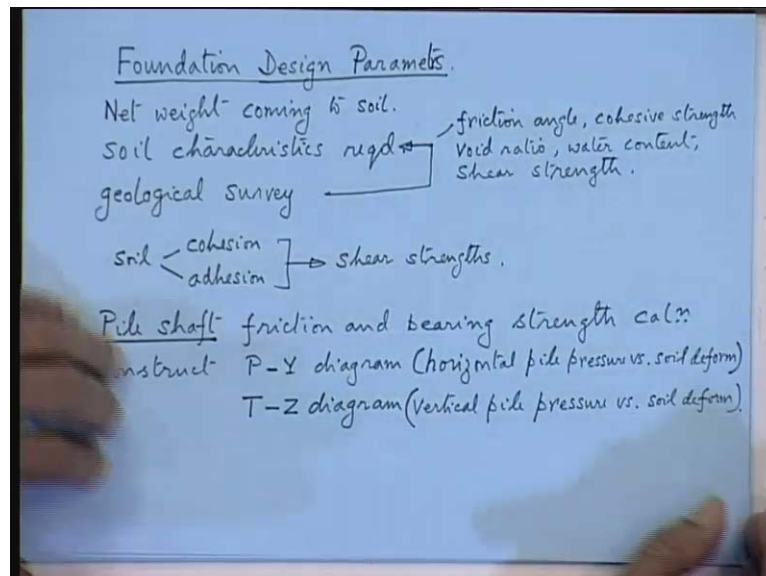 Foundation Design Parametrs.
Net weight coming to soil.
soil charactristics reqd
friction angle, cohesive strength
void ratio, water content,
shear strength.
geological survey
soil cohesion
adhesion
shear strengths.
Pile shaft friction and bearing strength caln
nstruct P-Y diagram (horizontal pile pressure vs. soil deform)
T-Z diagram (vertical pile pressure vs. soil deform).